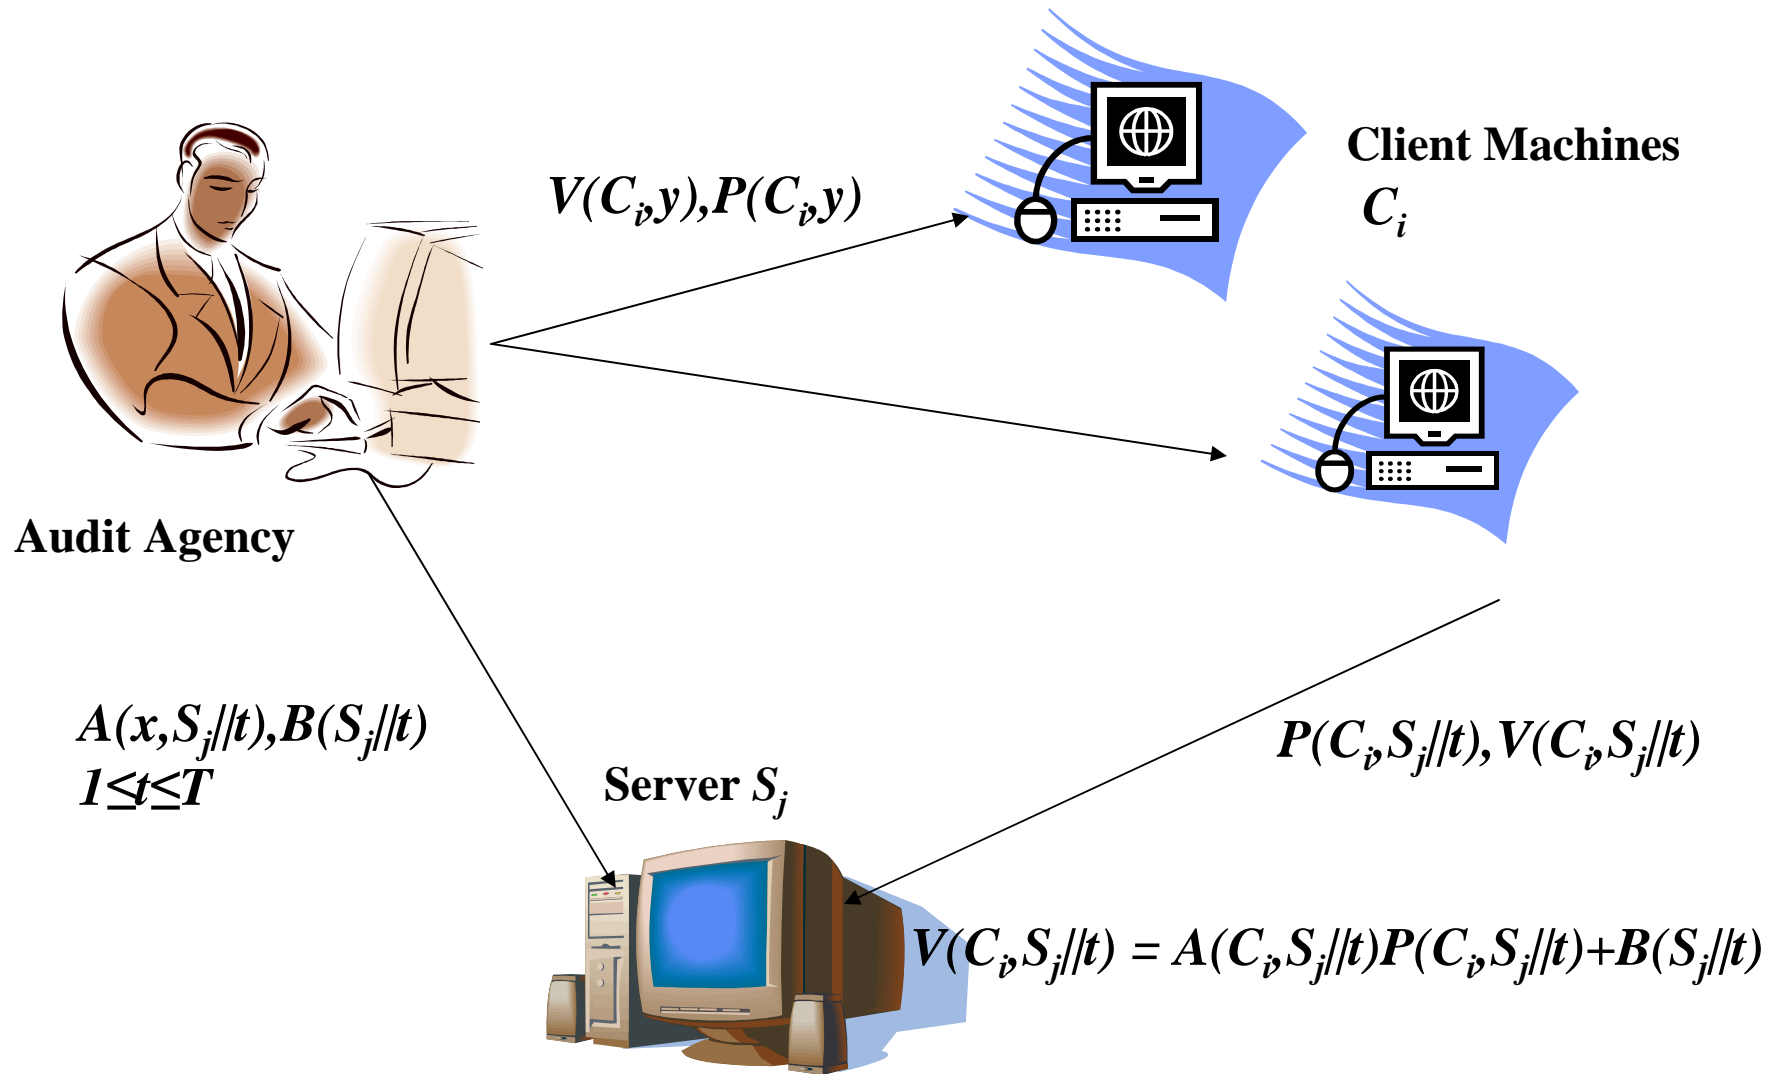 Client Machines
C_i
V(C_i,y),P(C_i,y)
Audit Agency
A(x,S_j||t),B(S_j||t)
1≤t≤T
Server S_j
P(C_i,S_j||t),V(C_i,S_j||t)
V(C_i,S_j||t) = A(C_i,S_j||t)P(C_i,S_j||t)+B(S_j||t)